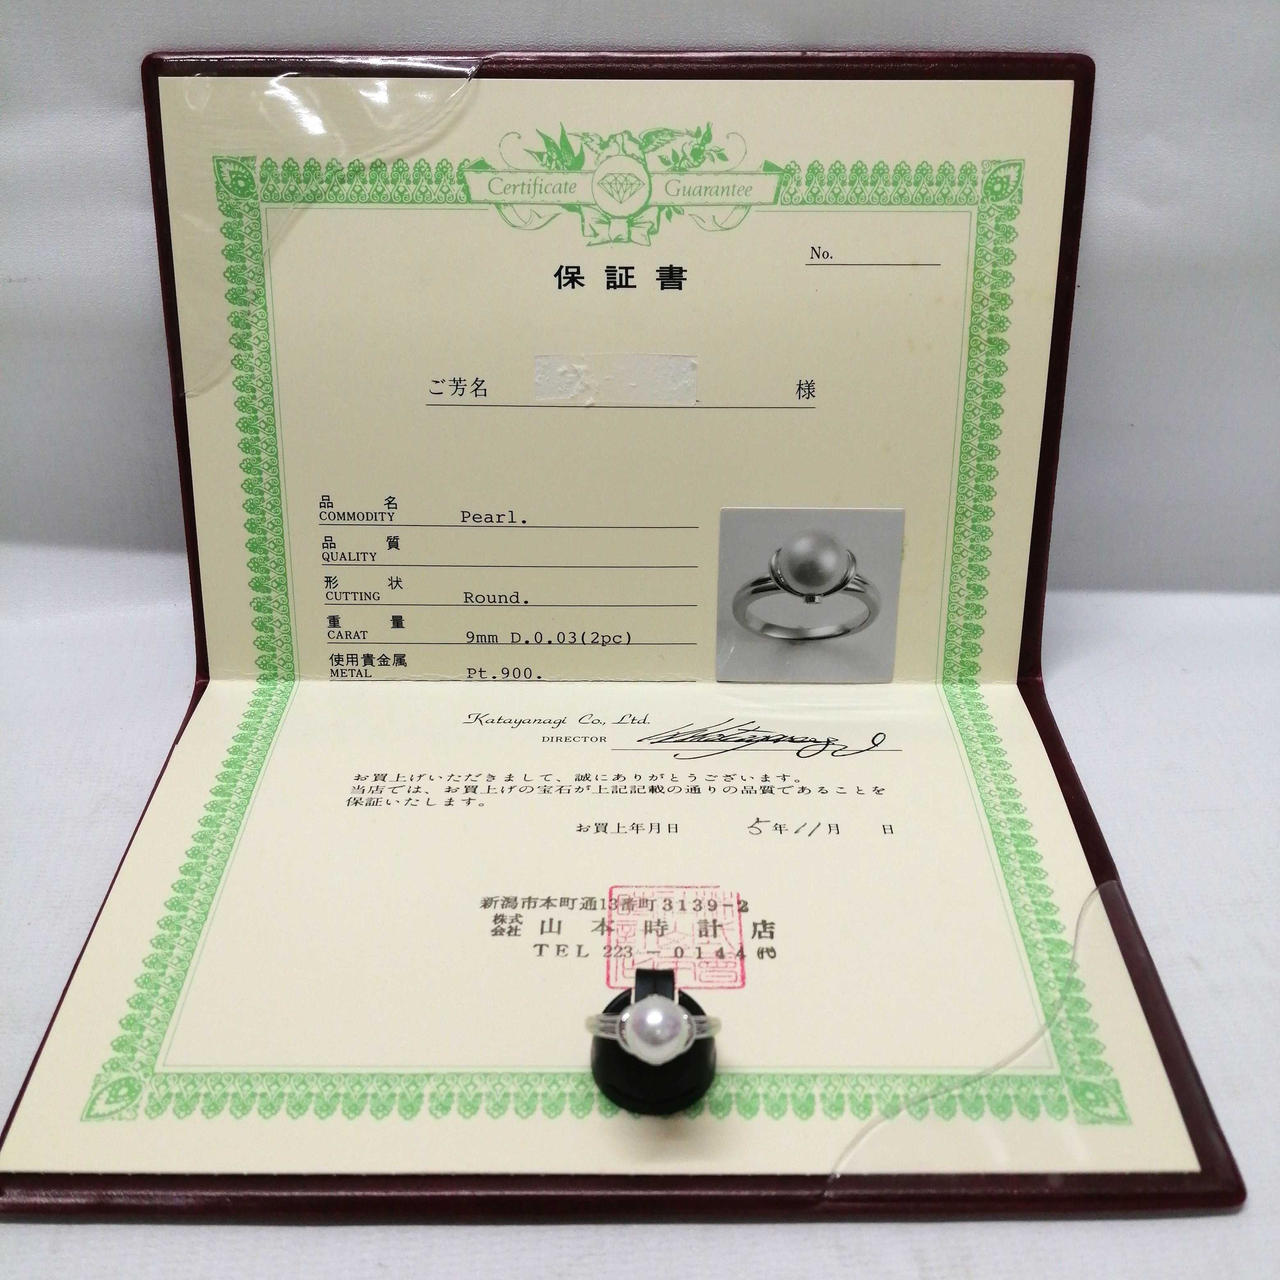 Certificate Guarantee
No.
保証書
ご芳名 様
品名
COMMODITY Pearl.
品質
QUALITY
形状
CUTTING Round.
重量
CARAT 9mm D.0.03(2pc)
使用貴金属
METAL Pt.900.
Katayanagi Co., Ltd.
DIRECTOR
お買上げいただきまして、誠にありがとうございます。
当店では、お買上げの宝石が上記記載の通りの品質であることを
保証いたします。
お買上年月日 5年11月 日
新潟市本町通13番町3139-2
株式会社 山本時計店
TEL 223-0144 ㈹